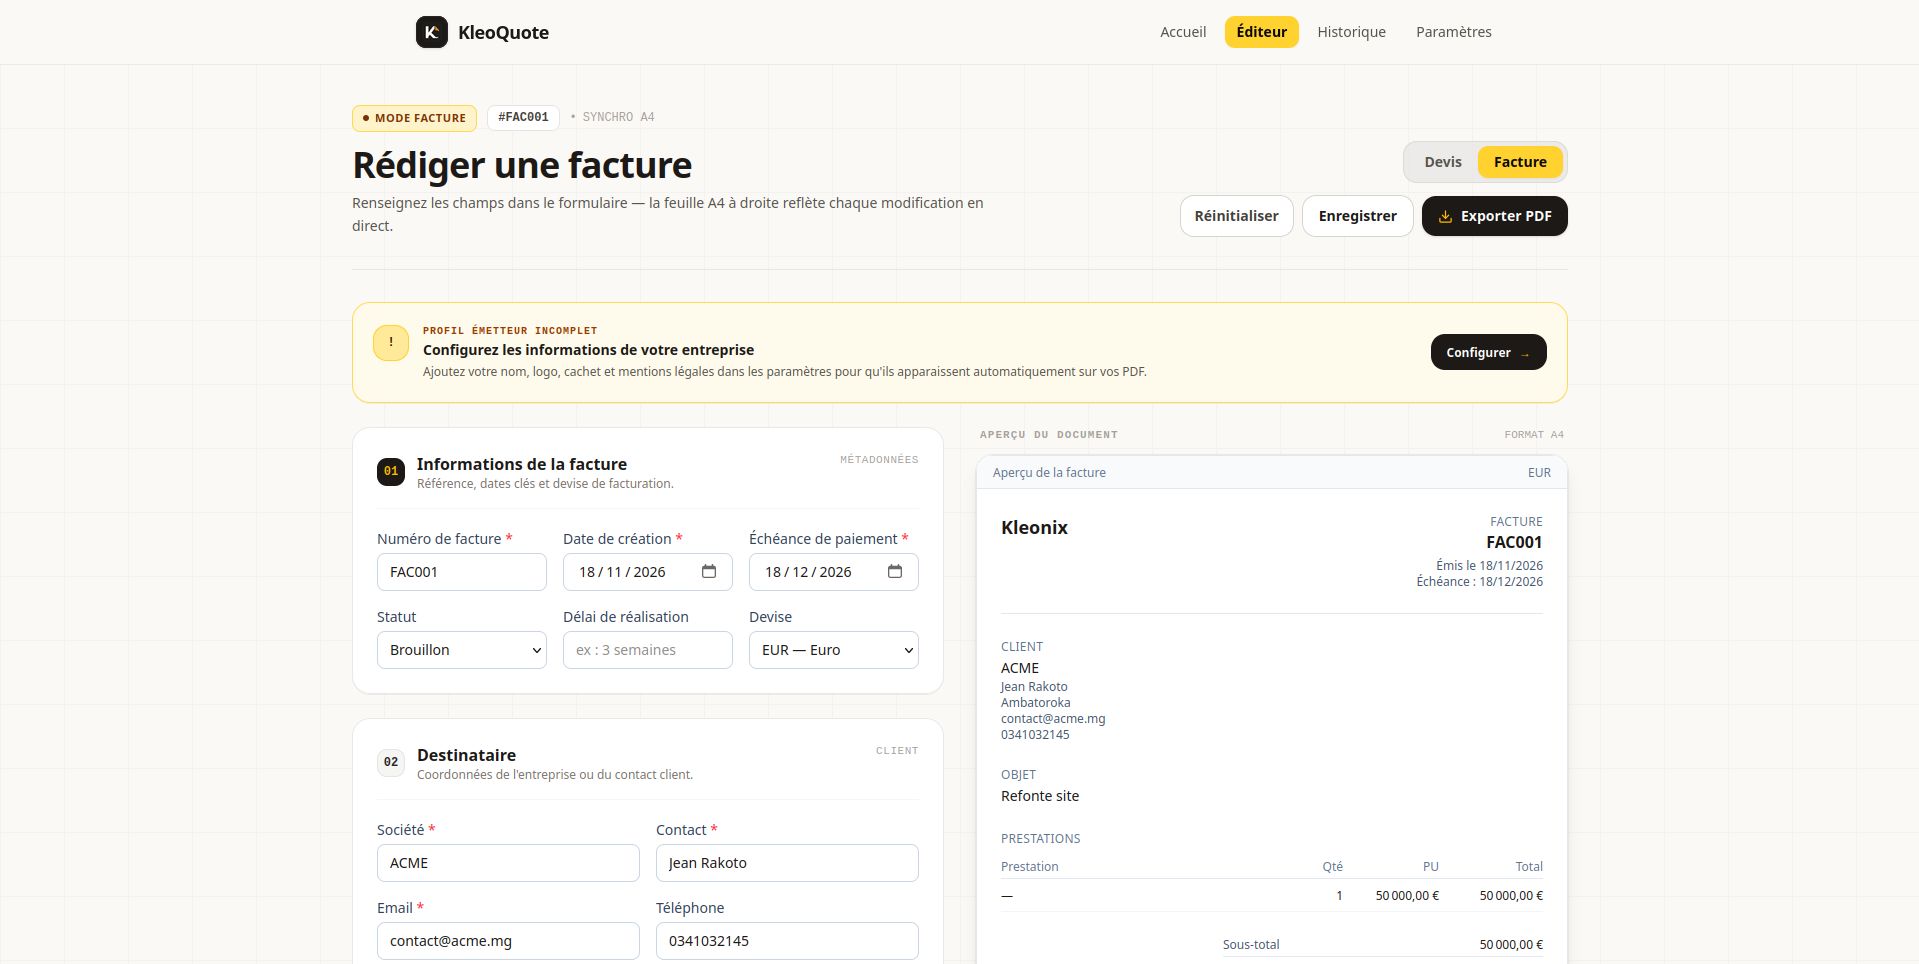 KleoQuote
Accueil
Éditeur
Historique
Paramètres
MODE FACTURE
#FAC001
• SYNCHRO A4
Rédiger une facture
Renseignez les champs dans le formulaire — la feuille A4 à droite reflète chaque modification en
direct.
Devis
Facture
Réinitialiser
Enregistrer
Exporter PDF
!
PROFIL ÉMETTEUR INCOMPLET
Configurez les informations de votre entreprise
Ajoutez votre nom, logo, cachet et mentions légales dans les paramètres pour qu'ils apparaissent automatiquement sur vos PDF.
Configurer →
01
Informations de la facture
Référence, dates clés et devise de facturation.
MÉTADONNÉES
Numéro de facture *
Date de création *
Échéance de paiement *
FAC001
18 / 11 / 2026
18 / 12 / 2026
Statut
Délai de réalisation
Devise
Brouillon
ex : 3 semaines
EUR — Euro
02
Destinataire
Coordonnées de l'entreprise ou du contact client.
CLIENT
Société *
Contact *
ACME
Jean Rakoto
Email *
Téléphone
contact@acme.mg
0341032145
APERÇU DU DOCUMENT
FORMAT A4
Aperçu de la facture
EUR
Kleonix
FACTURE
FAC001
Émis le 18/11/2026
Échéance : 18/12/2026
CLIENT
ACME
Jean Rakoto
Ambatoroka
contact@acme.mg
0341032145
OBJET
Refonte site
PRESTATIONS
Prestation Qté PU Total
— 1 50 000,00 € 50 000,00 €
Sous-total 50 000,00 €